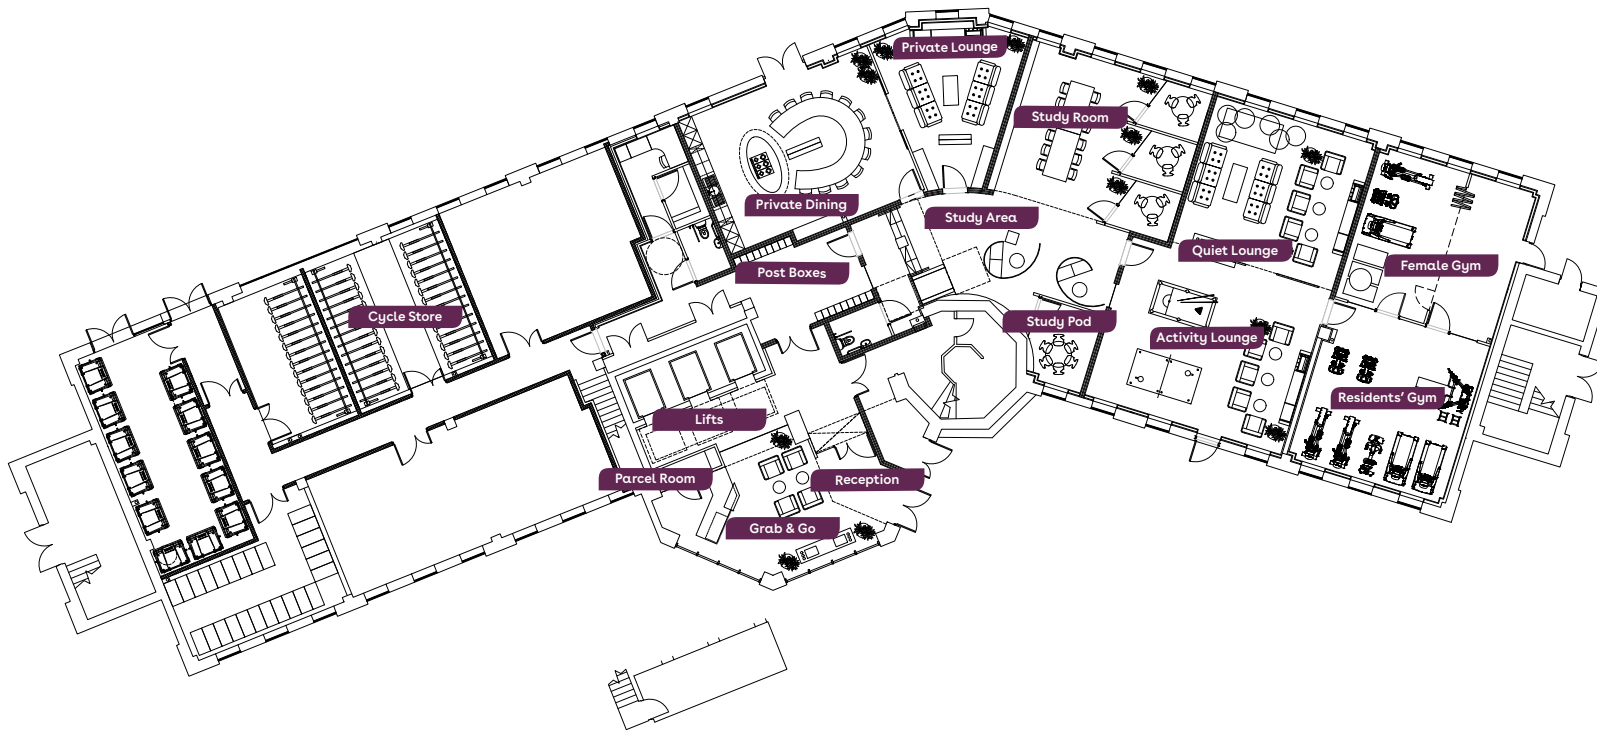 Private Lounge
Study Room
Private Dining
Study Area
Quiet Lounge
Female Gym
Post Boxes
Cycle Store
Study Pod
Activity Lounge
Residents' Gym
Lifts
Parcel Room
Reception
Grab & Go